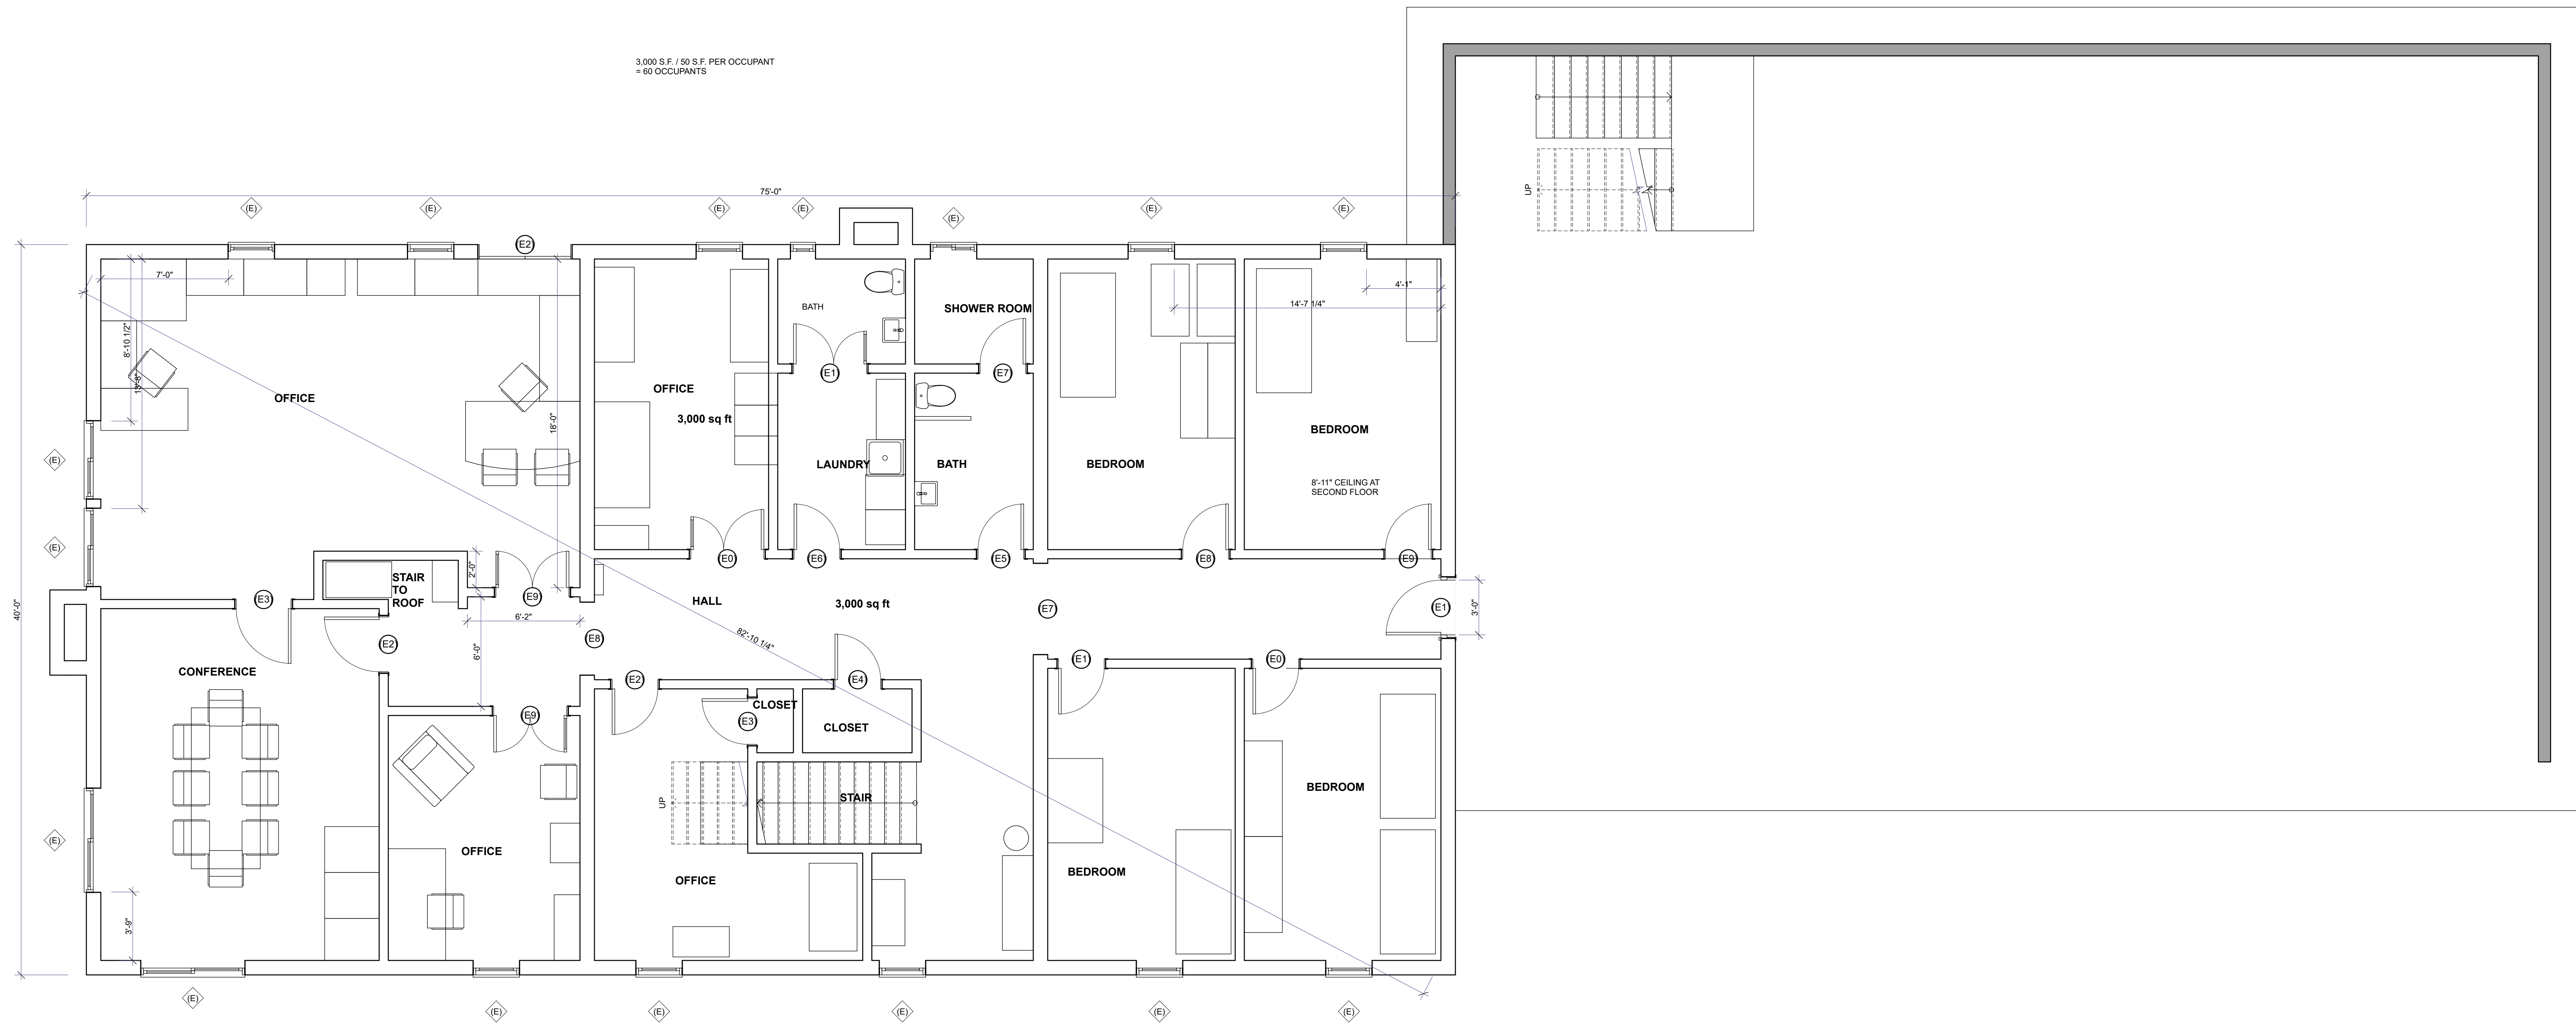 3,000 S.F. / 50 S.F. PER OCCUPANT
= 60 OCCUPANTS
UP
75'-0"
(E)
(E)
(E)
(E)
(E)
(E)
(E)
E2
7'-0"
4'-1"
14'-7 1/4"
BATH
SHOWER ROOM
8'-10 1/2"
13'-8"
E1
E7
OFFICE
OFFICE
18'-0"
3,000 sq ft
BEDROOM
(E)
LAUNDRY
BATH
BEDROOM
8'-11" CEILING AT
SECOND FLOOR
(E)
E0
E6
E5
E8
E9
2'-0"
STAIR
TO
ROOF
E3
E9
HALL
3,000 sq ft
E7
E1
3'-0"
40'-0"
6'-2"
E8
82'-10 1/4"
E2
6'-0"
CONFERENCE
E2
E4
E1
E0
CLOSET
E9
E3
CLOSET
UP
STAIR
BEDROOM
(E)
OFFICE
OFFICE
BEDROOM
3'-9"
(E)
(E)
(E)
(E)
(E)
(E)